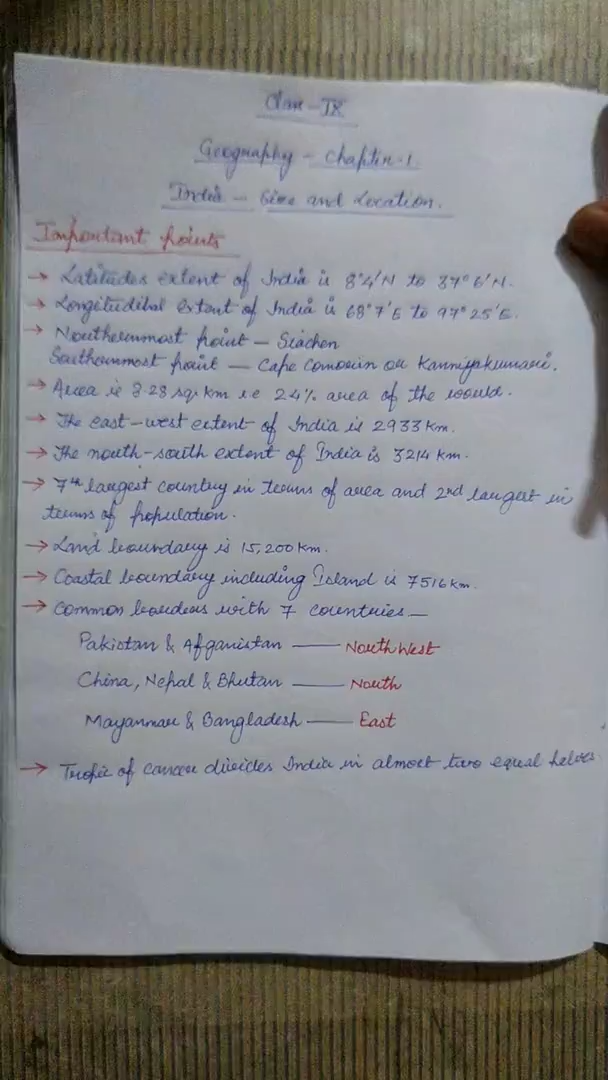 Class - IX
Geography - Chapter-1.
India - Size and Location.
Important points
→ Latitudes extent of India is 8°4'N to 37°6'N.
→ Longitudibal extent of India is 68°7'E to 97°25'E.
→ Northernmost point - Siachen
Southernmost point - Cape Comorin or Kanniyakumari.
→ Area is 3.28 sq. km i.e 2.4% area of the world.
→ The east-west extent of India is 2933 km.
→ The north-south extent of India is 3214 km.
→ 7th largest country in terms of area and 2nd largest in
terms of population.
→ Land boundary is 15,200 km.
→ Coastal boundary including Island is 7516 km.
→ Common borders with 7 countries -
Pakistan & Afganistan - North West
China, Nepal & Bhutan - North
Mayanmar & Bangladesh - East
→ Tropic of cancer divides India in almost two equal halves.